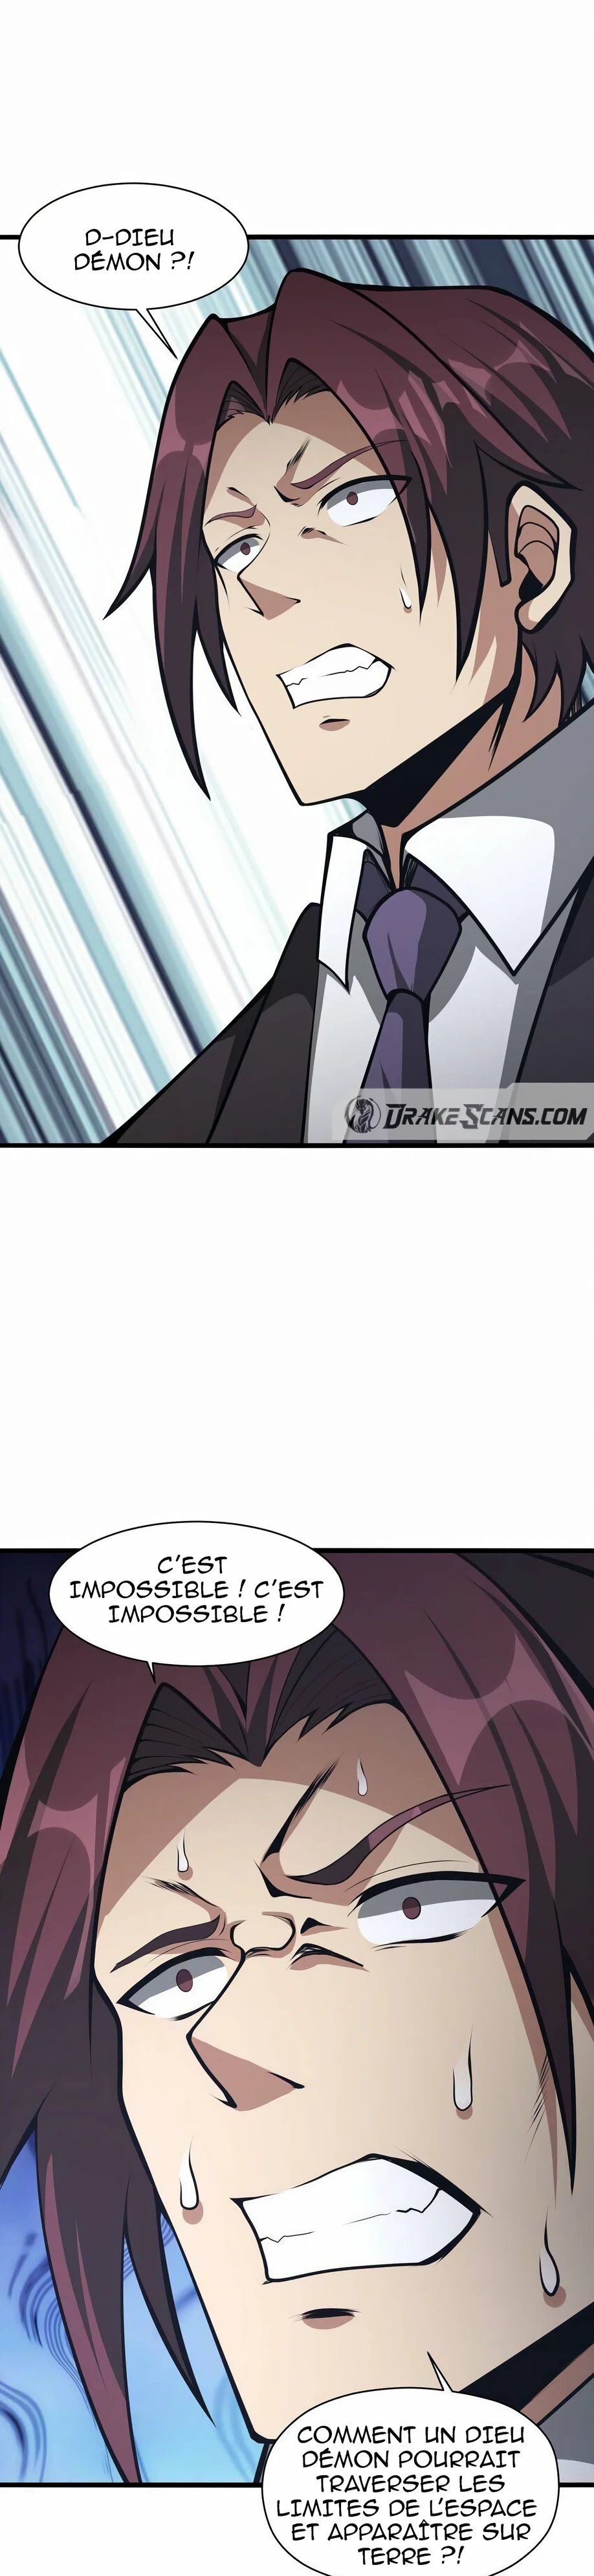 D-DIEU
DÉMON ?!
DRAKESCANS.COM
C'EST
IMPOSSIBLE ! C'EST
IMPOSSIBLE !
COMMENT UN DIEU
DÉMON POURRAIT
TRAVERSER LES
LIMITES DE L'ESPACE
ET APPARAÎTRE SUR
TERRE ?!